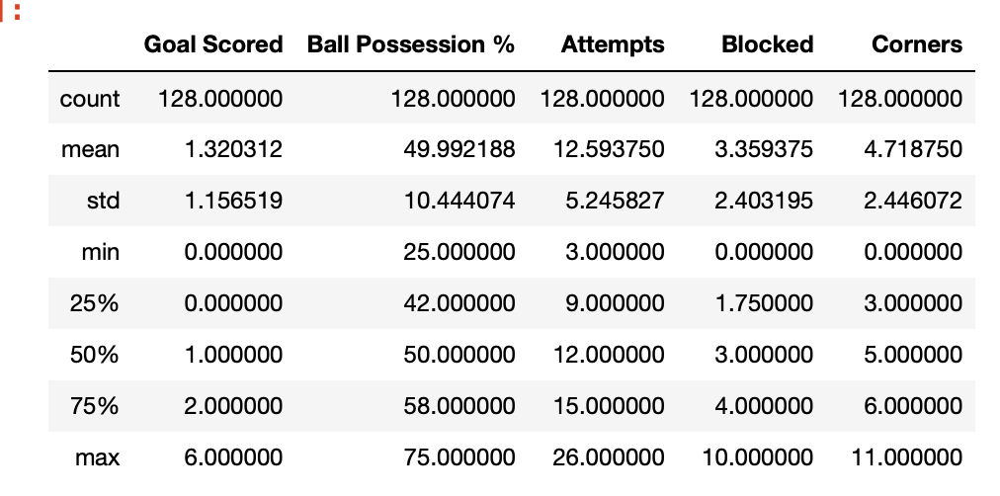 ]:
Goal Scored Ball Possession % Attempts Blocked Corners
count 128.000000 128.000000 128.000000 128.000000 128.000000
mean 1.320312 49.992188 12.593750 3.359375 4.718750
std 1.156519 10.444074 5.245827 2.403195 2.446072
min 0.000000 25.000000 3.000000 0.000000 0.000000
25% 0.000000 42.000000 9.000000 1.750000 3.000000
50% 1.000000 50.000000 12.000000 3.000000 5.000000
75% 2.000000 58.000000 15.000000 4.000000 6.000000
max 6.000000 75.000000 26.000000 10.000000 11.000000